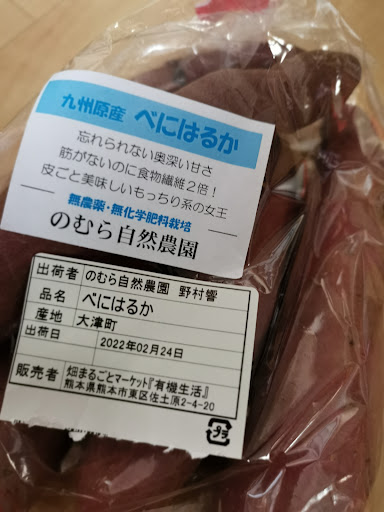 九州原産 べにはるか
忘れられない奥深い甘さ
筋がないのに食物繊維2倍！
皮ごと美味しいもっちり系の女王
無農薬・無化学肥料栽培
のむら自然農園
出荷者 のむら自然農園 野村響
品名 べにはるか
産地 大津町
出荷日 2022年02月24日
販売者 畑まるごとマーケット『有機生活』
熊本県熊本市東区佐土原2-4-20
プラ